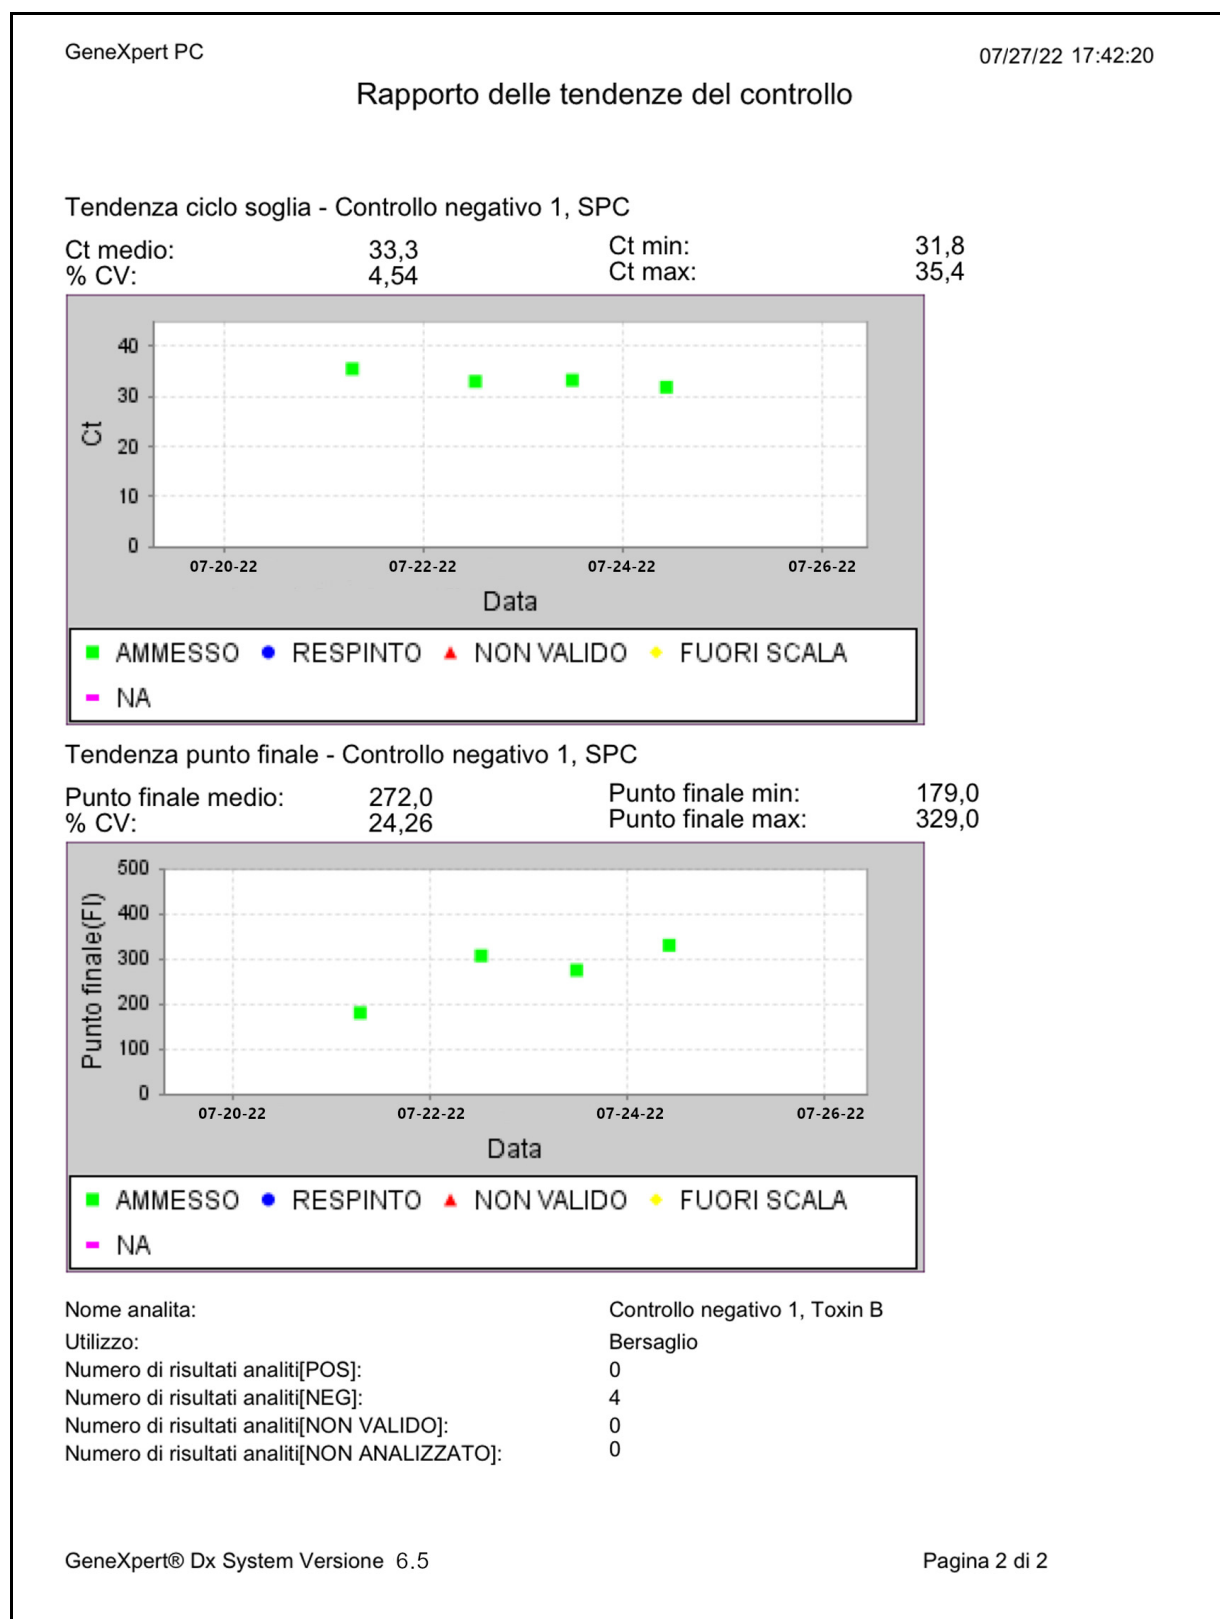 GeneXpert PC 07/27/22 17:42:20
Rapporto delle tendenze del controllo
Tendenza ciclo soglia - Controllo negativo 1, SPC
Ct medio: 33,3 Ct min: 31,8
% CV: 4,54 Ct max: 35,4
40
30
20
10
0
Ct
07-20-22 07-22-22 07-24-22 07-26-22
Data
AMMESSO RESPINTO NON VALIDO FUORI SCALA
NA
Tendenza punto finale - Controllo negativo 1, SPC
Punto finale medio: 272,0 Punto finale min: 179,0
% CV: 24,26 Punto finale max: 329,0
500
400
300
200
100
0
Punto finale(Fl)
07-20-22 07-22-22 07-24-22 07-26-22
Data
AMMESSO RESPINTO NON VALIDO FUORI SCALA
NA
Nome analita: Controllo negativo 1, Toxin B
Utilizzo: Bersaglio
Numero di risultati analiti[POS]: 0
Numero di risultati analiti[NEG]: 4
Numero di risultati analiti[NON VALIDO]: 0
Numero di risultati analiti[NON ANALIZZATO]: 0
GeneXpert® Dx System Versione 6.5 Pagina 2 di 2